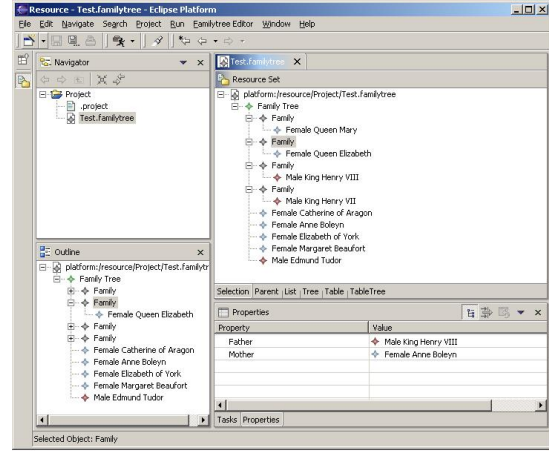 Resource - Test.familytree - Eclipse Platform
File Edit Navigate Search Project Run Familytree Editor Window Help
Navigator
Project
.project
Test.familytree
Test.familytree
Resource Set
platform:/resource/Project/Test.familytree
Family Tree
Family
Female Queen Mary
Family
Female Queen Elizabeth
Family
Male King Henry VIII
Family
Male King Henry VII
Female Catherine of Aragon
Female Anne Boleyn
Female Elizabeth of York
Female Margaret Beaufort
Male Edmund Tudor
Selection Parent List Tree Table TableTree
Outline
platform:/resource/Project/Test.familytr
Family Tree
Family
Family
Female Queen Elizabeth
Family
Family
Female Catherine of Aragon
Female Anne Boleyn
Female Elizabeth of York
Female Margaret Beaufort
Male Edmund Tudor
Properties
Property Value
Father Male King Henry VIII
Mother Female Anne Boleyn
Tasks Properties
Selected Object: Family